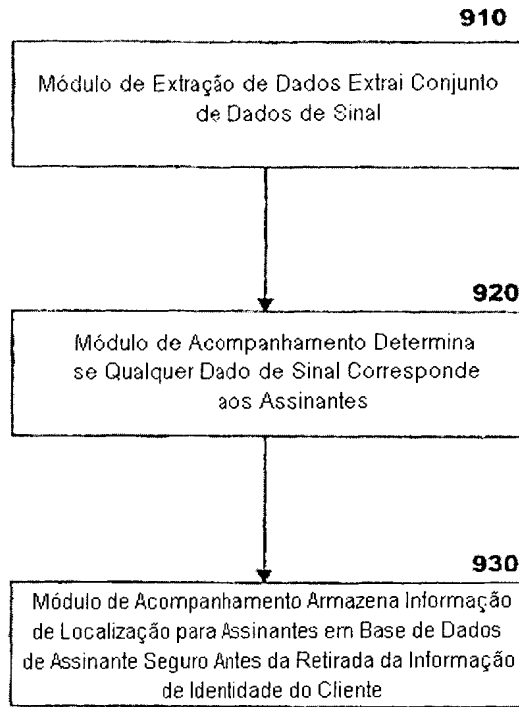 910
Módulo de Extração de Dados Extrai Conjunto
de Dados de Sinal
920
Módulo de Acompanhamento Determina
se Qualquer Dado de Sinal Corresponde
aos Assinantes
930
Módulo de Acompanhamento Armazena Informação
de Localização para Assinantes em Base de Dados
de Assinante Seguro Antes da Retirada da Informação
de Identidade do Cliente